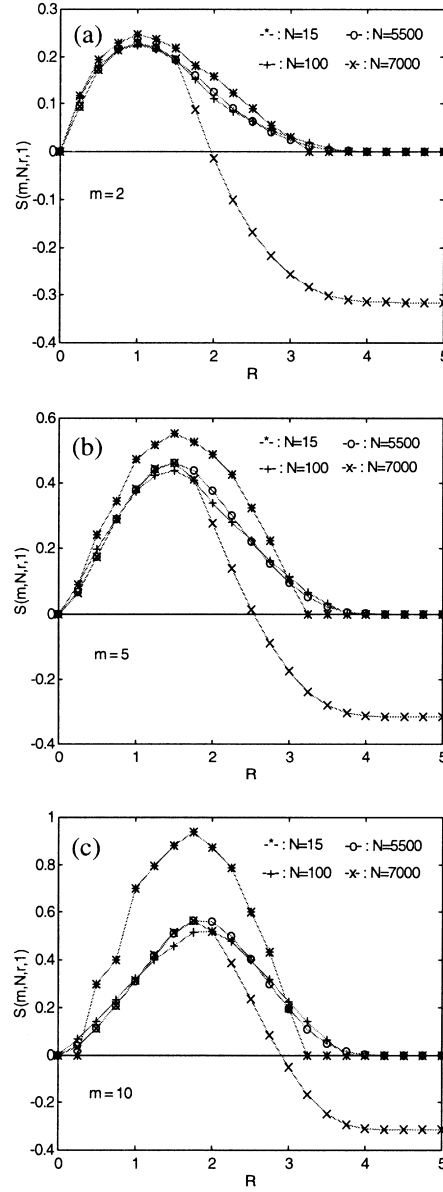 (a)
-*- : N=15 -o- : N=5500
-+- : N=100 -x- : N=7000
0.3
0.2
0.1
0
-0.1
-0.2
-0.3
-0.4
S(m,N,r,1)
m=2
0 1 2 3 4 5
R
(b)
-*- : N=15 -o- : N=5500
-+- : N=100 -x- : N=7000
0.6
0.4
0.2
0
-0.2
-0.4
S(m,N,r,1)
m=5
0 1 2 3 4 5
R
(c)
-*- : N=15 -o- : N=5500
-+- : N=100 -x- : N=7000
1
0.8
0.6
0.4
0.2
0
-0.2
-0.4
S(m,N,r,1)
m=10
0 1 2 3 4 5
R